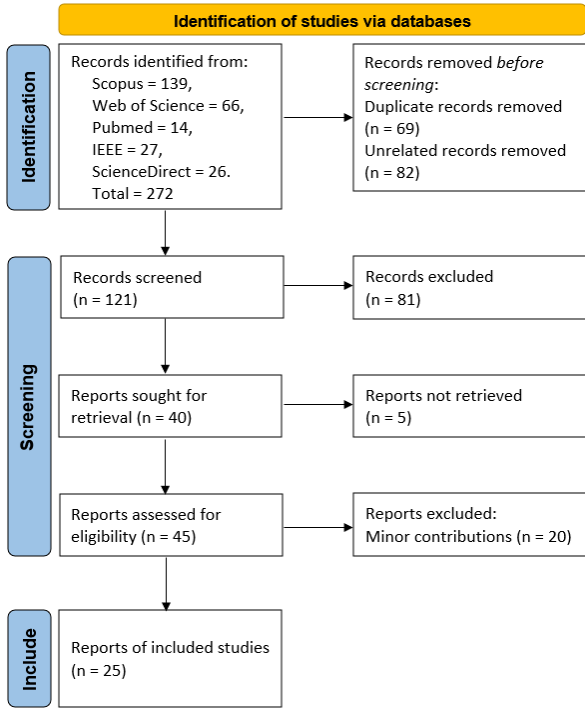 Identification of studies via databases
Identification
Records identified from:
Scopus = 139,
Web of Science = 66,
Pubmed = 14,
IEEE = 27,
ScienceDirect = 26.
Total = 272
Records removed before
screening:
Duplicate records removed
(n = 69)
Unrelated records removed
(n = 82)
Screening
Records screened
(n = 121)
Records excluded
(n = 81)
Reports sought for
retrieval (n = 40)
Reports not retrieved
(n = 5)
Reports assessed for
eligibility (n = 45)
Reports excluded:
Minor contributions (n = 20)
Include
Reports of included studies
(n = 25)